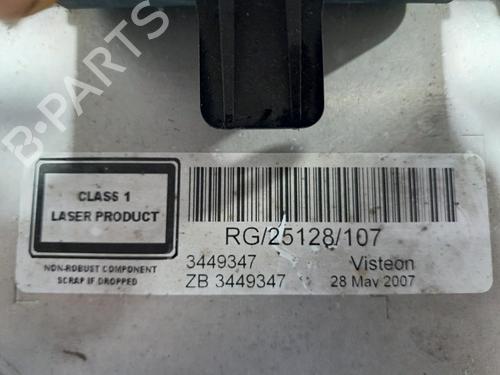 B-PARTS
CLASS 1
LASER PRODUCT
NON-ROBUST COMPONENT
SCRAP IF DROPPED
RG/25128/107
3449347 Visteon
ZB 3449347 28 May 2007